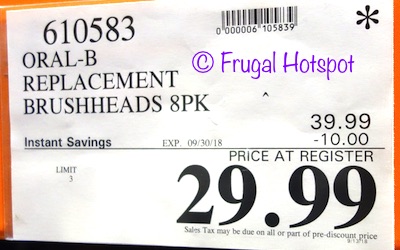 610583
0000006105839
*
ORAL-B
REPLACEMENT
BRUSHHEADS 8PK
© Frugal Hotspot
39.99
-10.00
Instant Savings
EXP. 09/30/18
PRICE AT REGISTER
LIMIT
3
29.99
Sales Tax may be due on all or part of pre-discount price